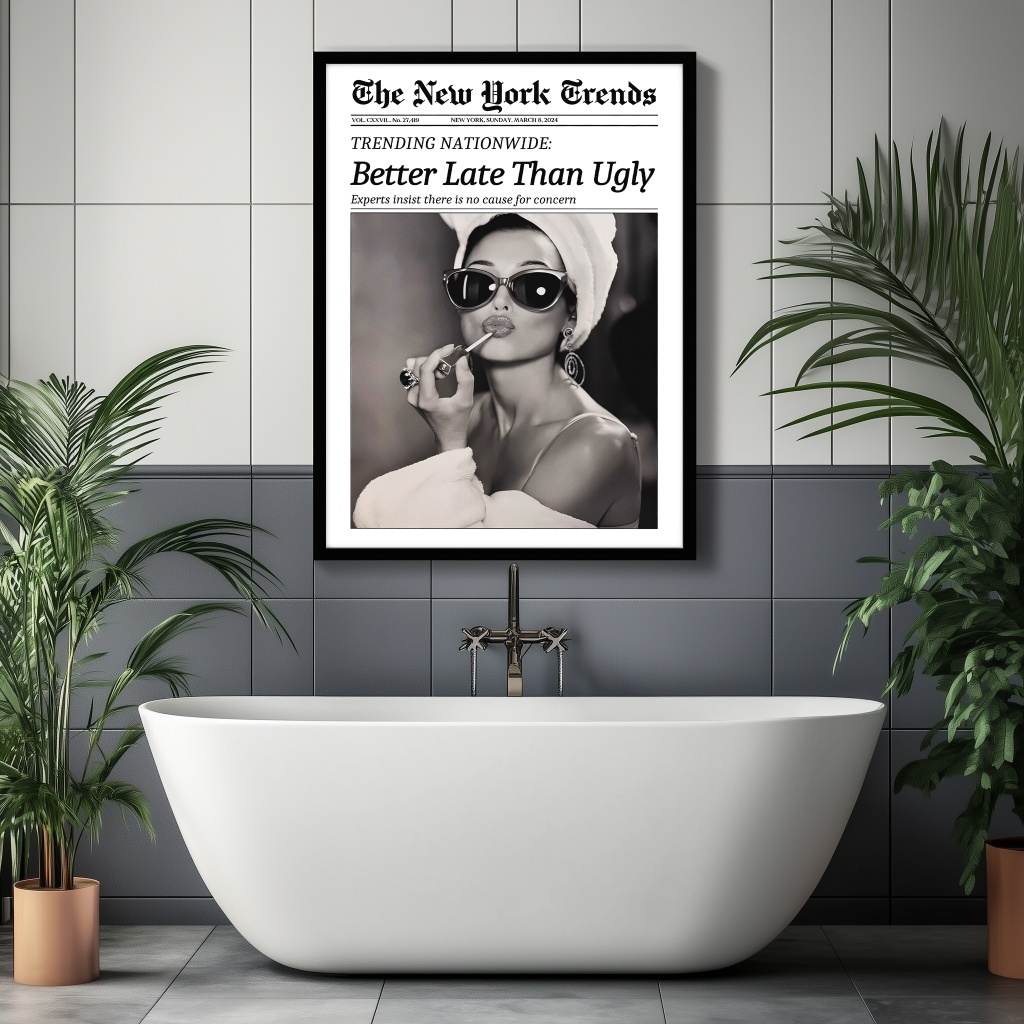 The New York Trends
VOL. CXXVII... No. 27,419 NEW YORK, SUNDAY, MARCH 8, 2024
TRENDING NATIONWIDE:
Better Late Than Ugly
Experts insist there is no cause for concern